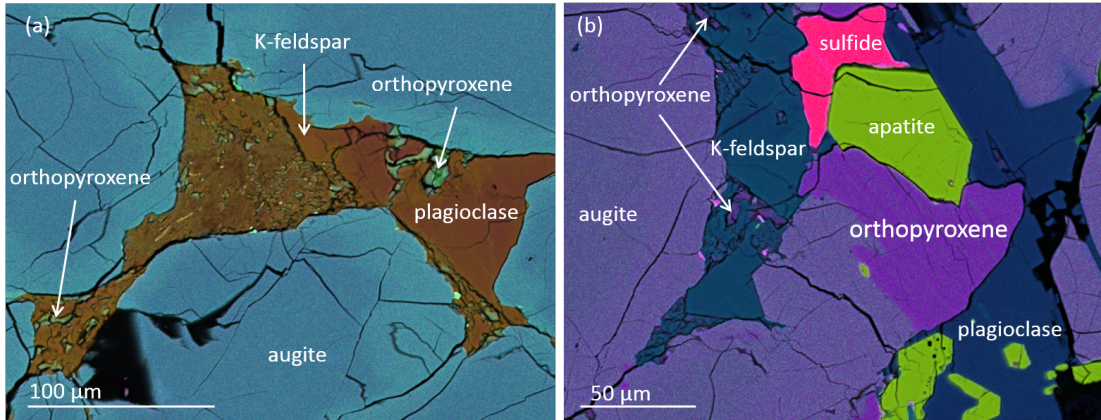 (a)
K-feldspar
orthopyroxene
orthopyroxene
plagioclase
augite
100 µm
(b)
sulfide
orthopyroxene
apatite
K-feldspar
augite
orthopyroxene
plagioclase
50 µm